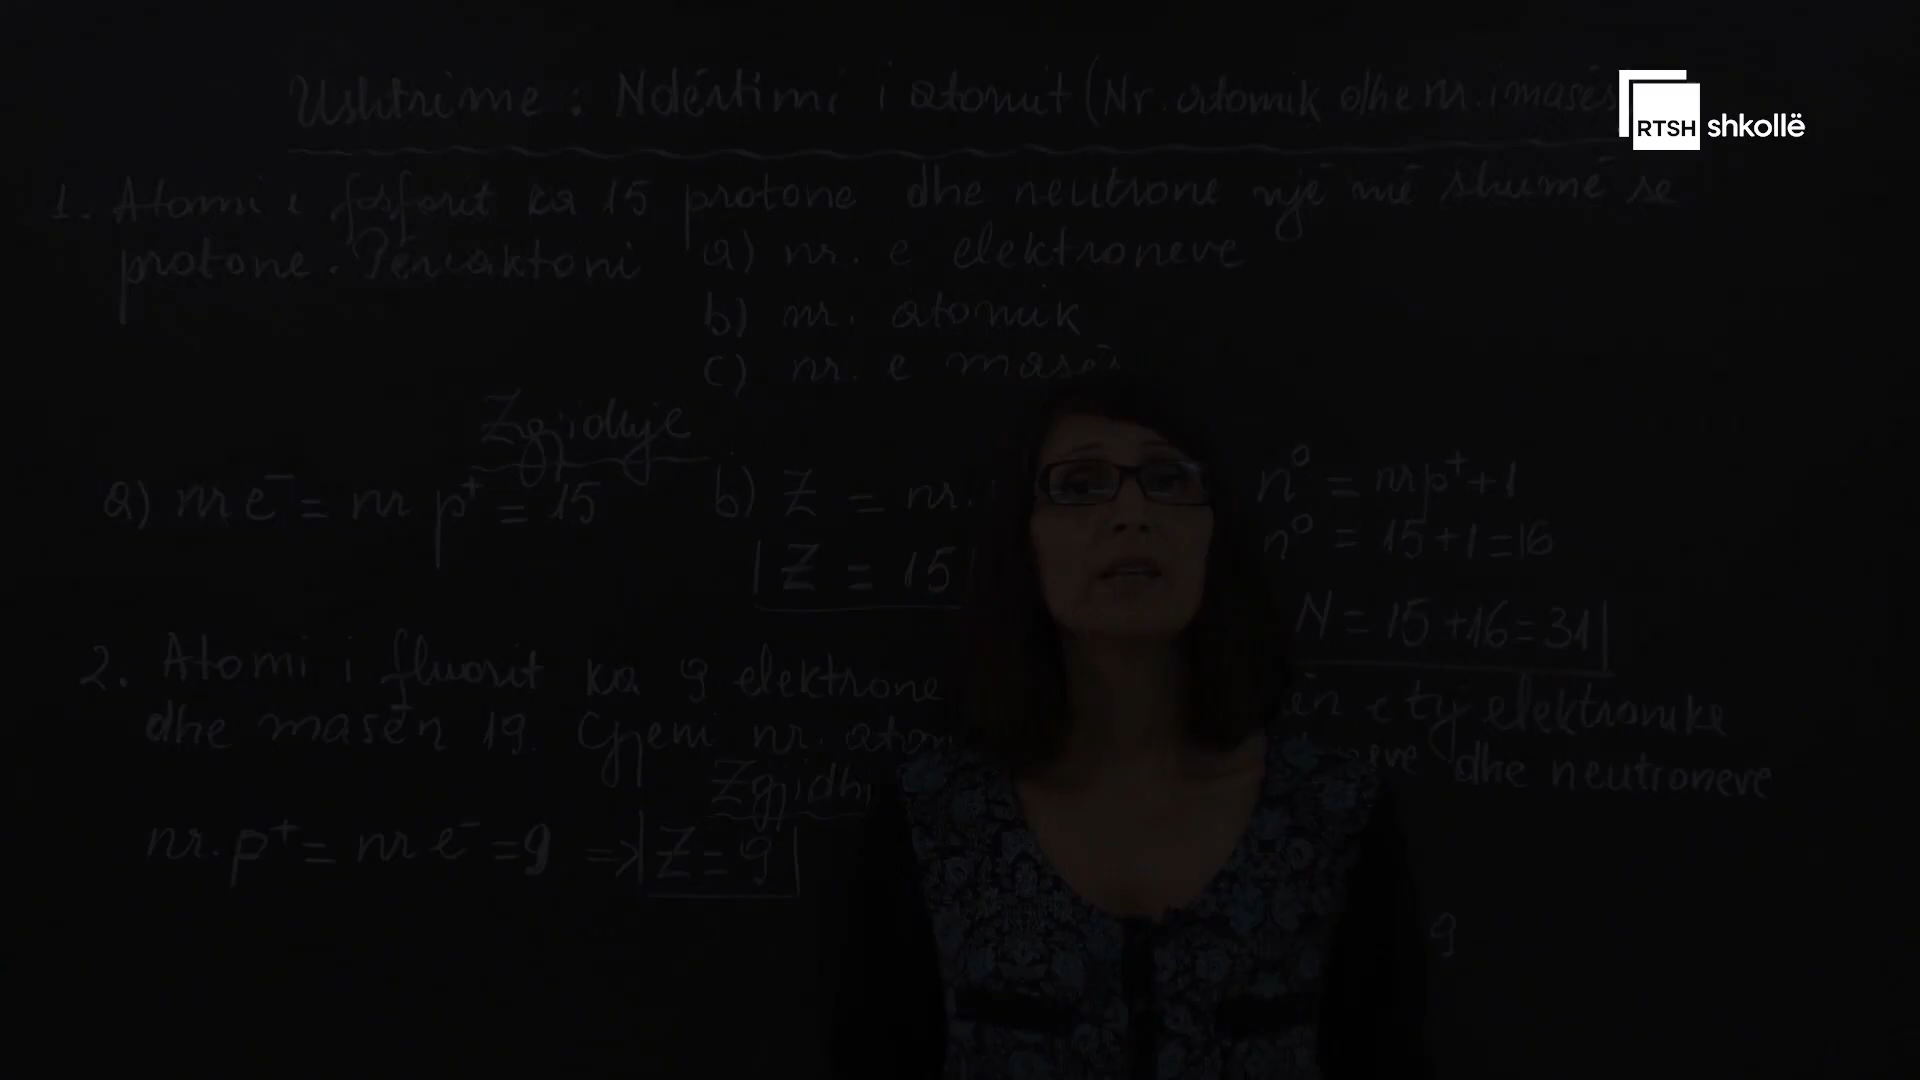 Ushtrime : Ndërtimi i atomit (Nr. atomik dhe nr. i masës
RTSH shkollë
1. Atomi i fosforit ka 15 protone dhe neutrone një më shumë se
protone. Përcaktoni a) nr. e elektroneve
b) nr. atomik
c) nr. e masës
Zgjidhje
a) nr e⁻ = nr p⁺ = 15 b) Z = nr. n⁰ = nr p⁺ + 1
|Z = 15| n⁰ = 15 + 1 = 16
N = 15 + 16 = 31|
2. Atomi i fluorit ka 9 elektrone e tij elektronike
dhe masën 19. Gjeni nr. dhe neutroneve
nr. p⁺ = nr e⁻ = 9 => |Z = 9|
9